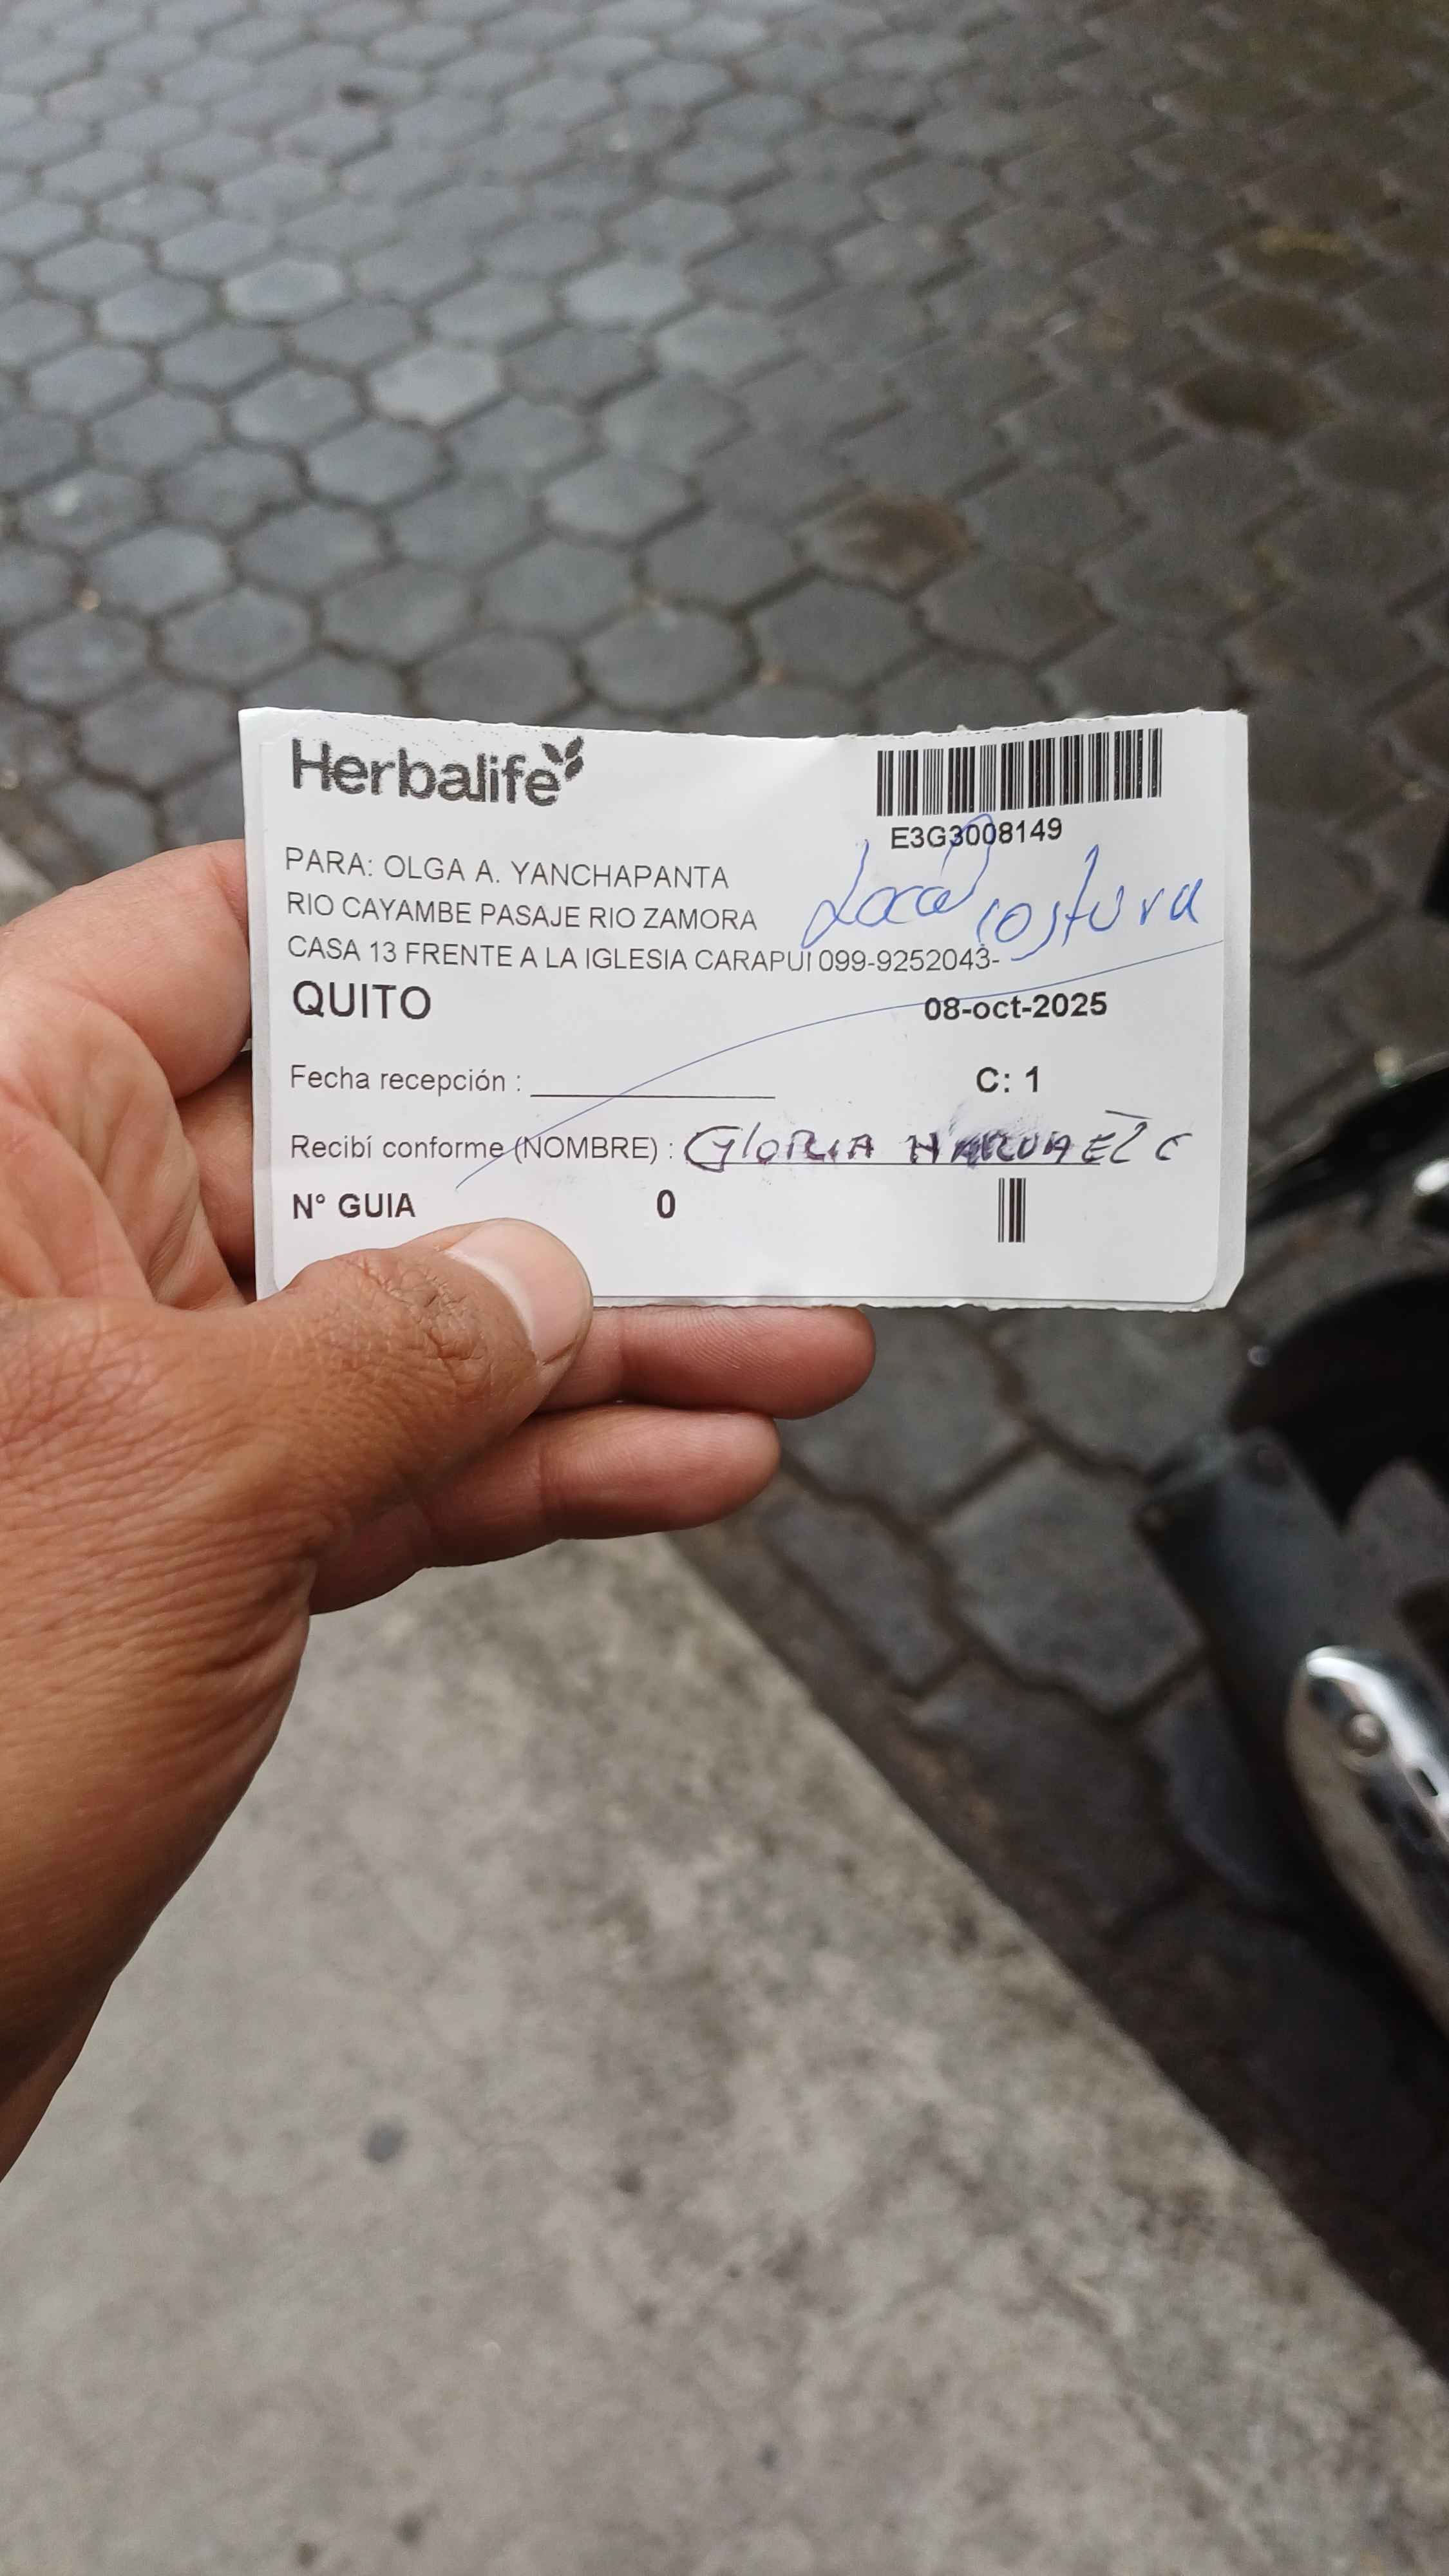 Herbalife
E3G3008149
PARA: OLGA A. YANCHAPANTA
RIO CAYAMBE PASAJE RIO ZAMORA
Local Costura
CASA 13 FRENTE A LA IGLESIA CARAPUI 099-9252043-
QUITO
08-oct-2025
Fecha recepción :
C: 1
Recibí conforme (NOMBRE) : GLORIA
N° GUIA 0